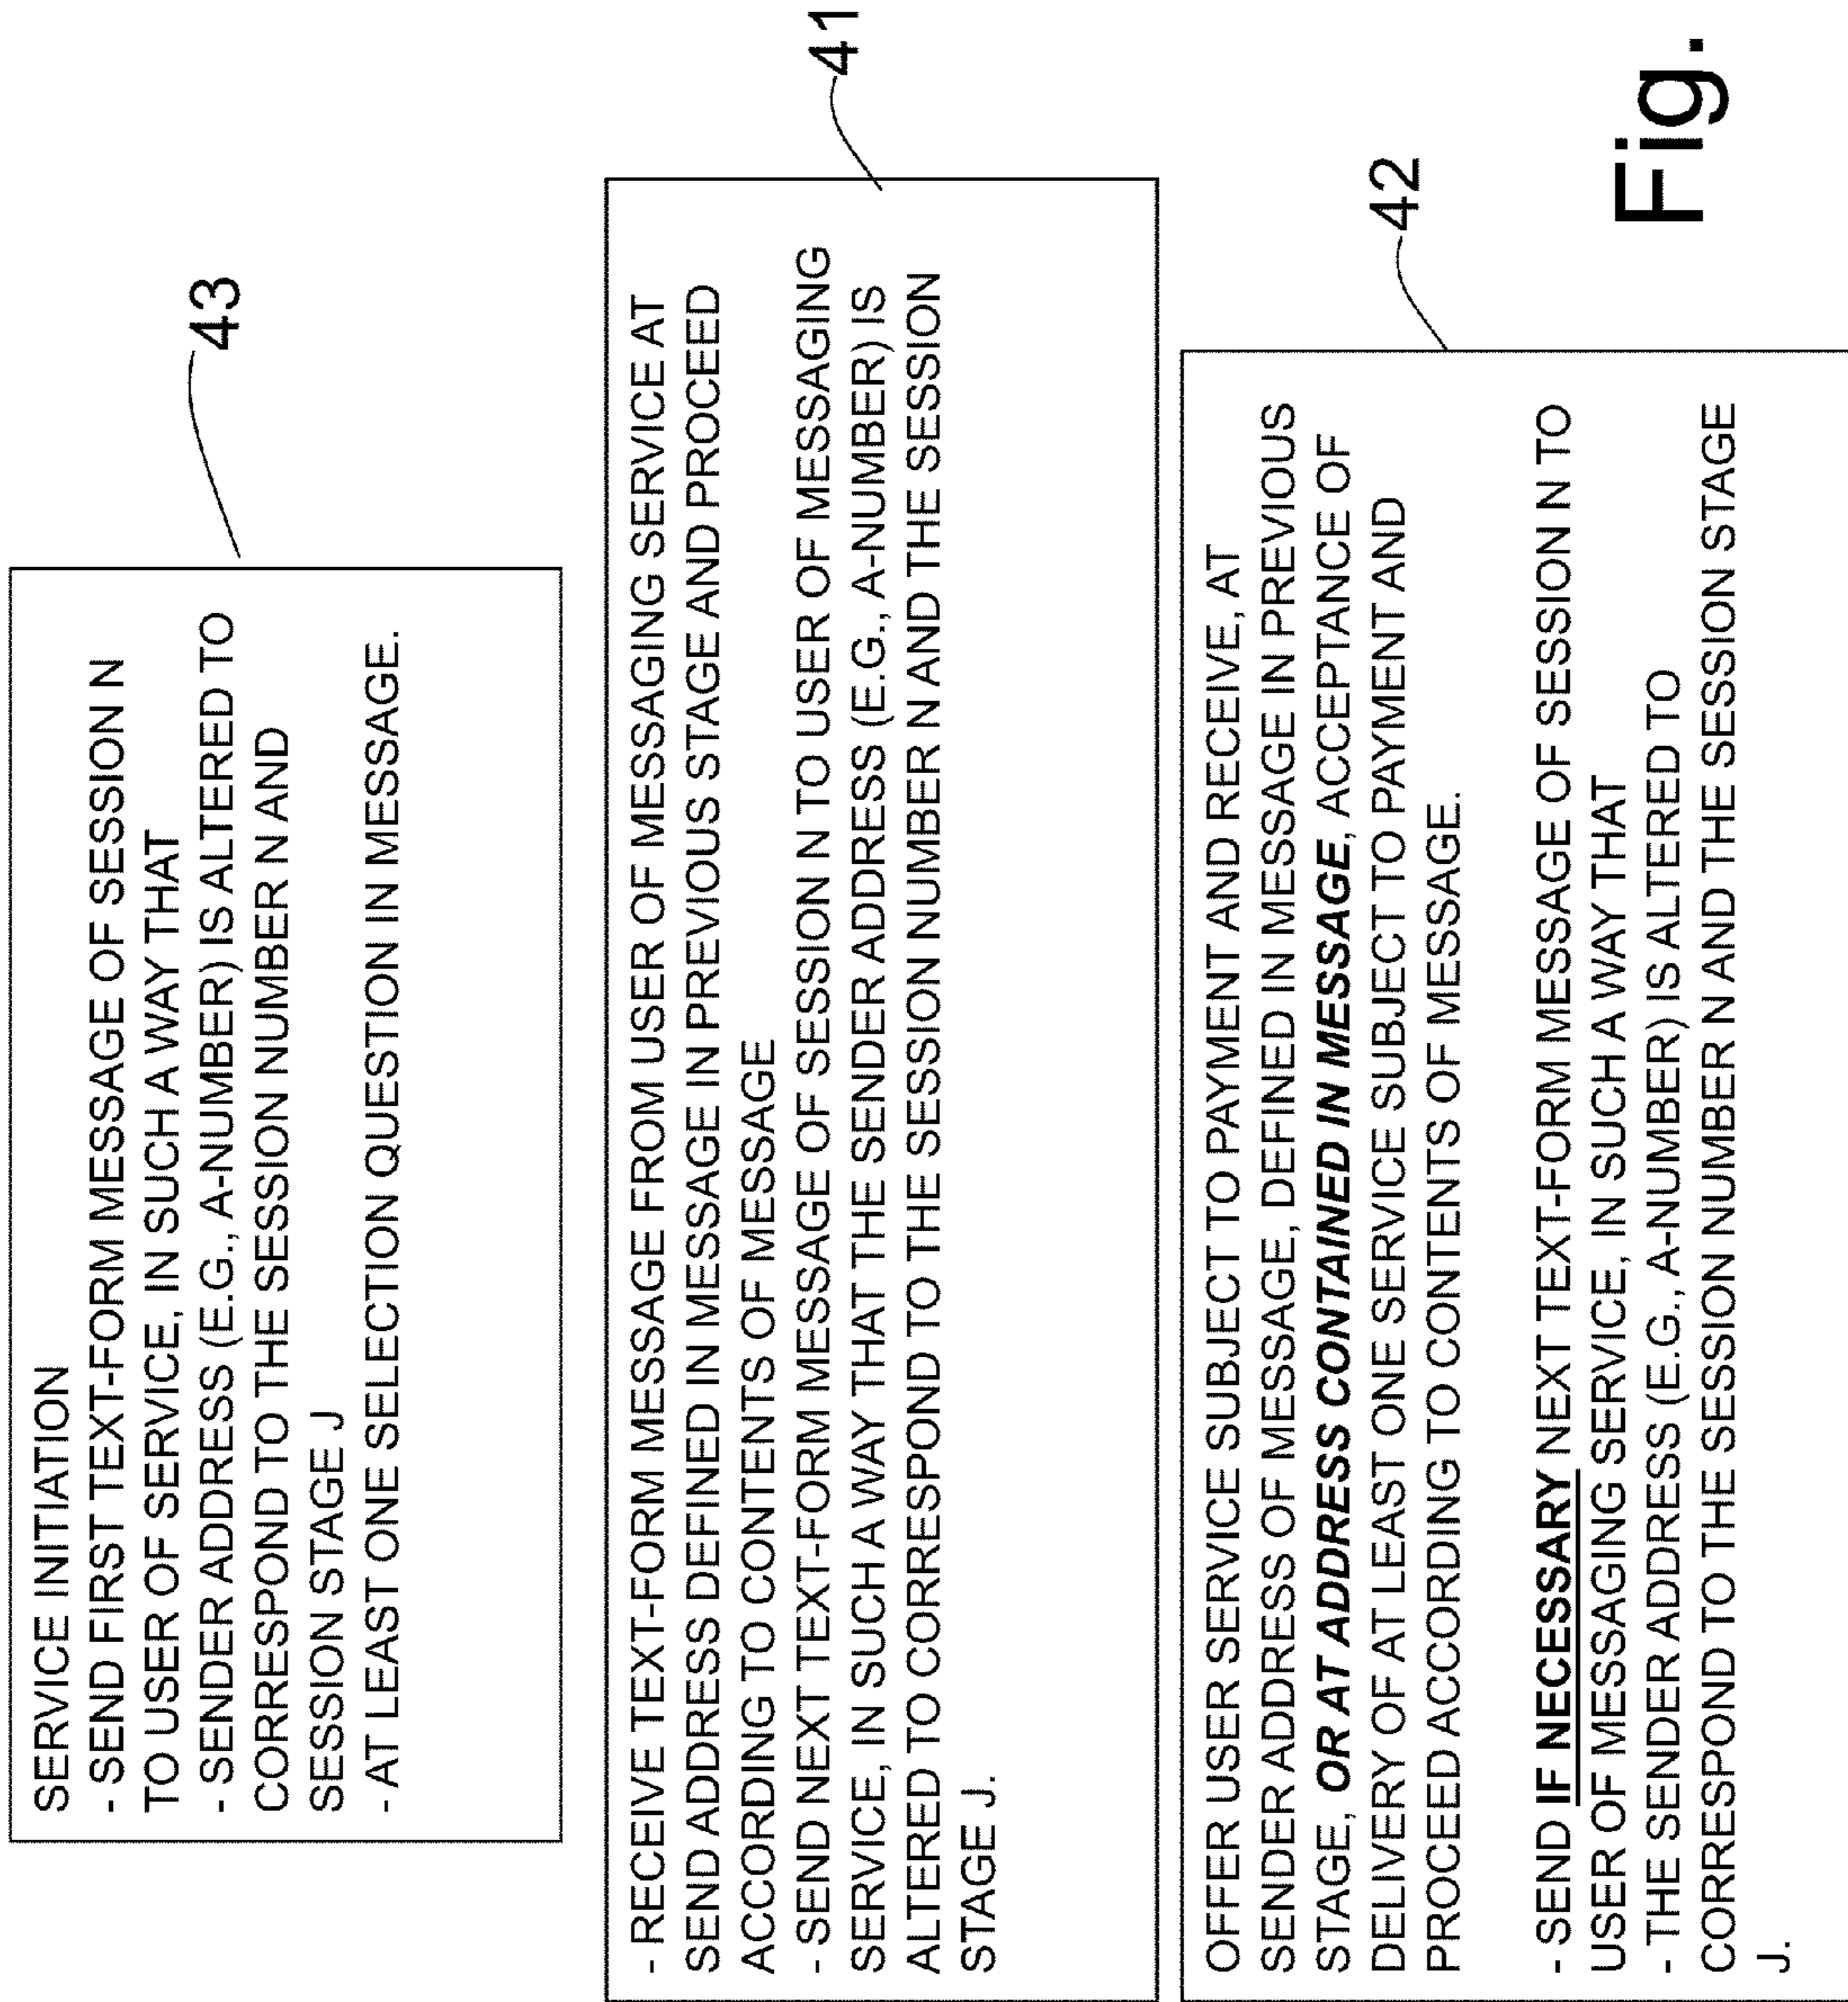 SERVICE INITIATION
- SEND FIRST TEXT-FORM MESSAGE OF SESSION N
TO USER OF SERVICE, IN SUCH A WAY THAT
- SENDER ADDRESS (E.G., A-NUMBER) IS ALTERED TO
CORRESPOND TO THE SESSION NUMBER N AND
SESSION STAGE J
- AT LEAST ONE SELECTION QUESTION IN MESSAGE.
43
- RECEIVE TEXT-FORM MESSAGE FROM USER OF MESSAGING SERVICE AT
SEND ADDRESS DEFINED IN MESSAGE IN PREVIOUS STAGE AND PROCEED
ACCORDING TO CONTENTS OF MESSAGE
- SEND NEXT TEXT-FORM MESSAGE OF SESSION N TO USER OF MESSAGING
SERVICE, IN SUCH A WAY THAT THE SENDER ADDRESS (E.G., A-NUMBER) IS
ALTERED TO CORRESPOND TO THE SESSION NUMBER N AND THE SESSION
STAGE J.
41
OFFER USER SERVICE SUBJECT TO PAYMENT AND RECEIVE, AT
SENDER ADDRESS OF MESSAGE, DEFINED IN MESSAGE IN PREVIOUS
STAGE, OR AT ADDRESS CONTAINED IN MESSAGE, ACCEPTANCE OF
DELIVERY OF AT LEAST ONE SERVICE SUBJECT TO PAYMENT AND
PROCEED ACCORDING TO CONTENTS OF MESSAGE.
- SEND IF NECESSARY NEXT TEXT-FORM MESSAGE OF SESSION N TO
USER OF MESSAGING SERVICE, IN SUCH A WAY THAT
- THE SENDER ADDRESS (E.G., A-NUMBER) IS ALTERED TO
CORRESPOND TO THE SESSION NUMBER N AND THE SESSION STAGE
J.
42
Fig.